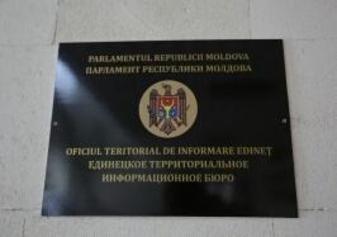 PARLAMENTUL REPUBLICII MOLDOVA
ПАРЛАМЕНТ РЕСПУБЛИКИ МОЛДОВА
OFICIUL TERITORIAL DE INFORMARE EDINEȚ
ЕДИНЕЦКОЕ ТЕРРИТОРИАЛЬНОЕ
ИНФОРМАЦИОННОЕ БЮРО